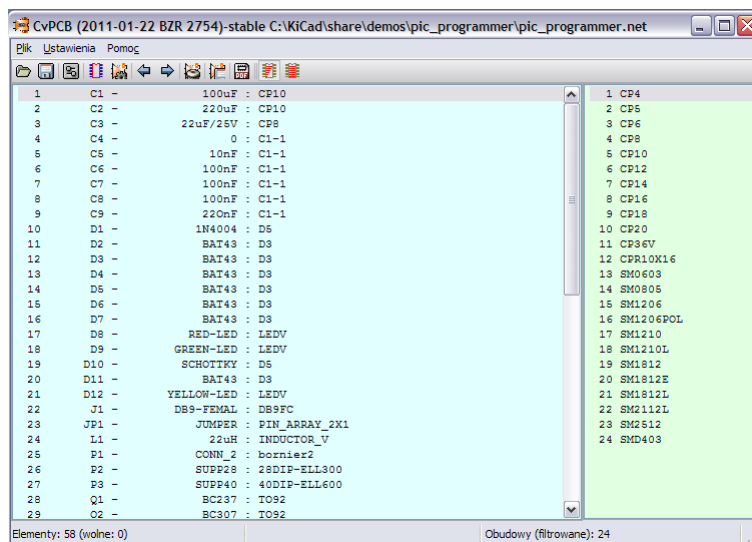 CvPCB (2011-01-22 BZR 2754)-stable C:\KiCad\share\demos\pic_programmer\pic_programmer.net
Plik Ustawienia Pomoc
1 C1 - 100uF : CP10
2 C2 - 220uF : CP10
3 C3 - 22uF/25V : CP8
4 C4 - 0 : C1-1
5 C5 - 10nF : C1-1
6 C6 - 100nF : C1-1
7 C7 - 100nF : C1-1
8 C8 - 100nF : C1-1
9 C9 - 220nF : C1-1
10 D1 - 1N4004 : D5
11 D2 - BAT43 : D3
12 D3 - BAT43 : D3
13 D4 - BAT43 : D3
14 D5 - BAT43 : D3
15 D6 - BAT43 : D3
16 D7 - BAT43 : D3
17 D8 - RED-LED : LEDV
18 D9 - GREEN-LED : LEDV
19 D10 - SCHOTTKY : D5
20 D11 - BAT43 : D3
21 D12 - YELLOW-LED : LEDV
22 J1 - DB9-FEMAL : DB9FC
23 JP1 - JUMPER : PIN_ARRAY_2X1
24 L1 - 22uH : INDUCTOR_V
25 P1 - CONN_2 : bornier2
26 P2 - SUPP28 : 28DIP-ELL300
27 P3 - SUPP40 : 40DIP-ELL600
28 Q1 - BC237 : TO92
29 Q2 - BC307 : TO92
1 CP4
2 CP5
3 CP6
4 CP8
5 CP10
6 CP12
7 CP14
8 CP16
9 CP18
10 CP20
11 CP36V
12 CPR10X16
13 SM0603
14 SM0805
15 SM1206
16 SM1206POL
17 SM1210
18 SM1210L
19 SM1812
20 SM1812E
21 SM1812L
22 SM2112L
23 SM2512
24 SMD403
Elementy: 58 (wolne: 0)
Obudowy (filtrowane): 24